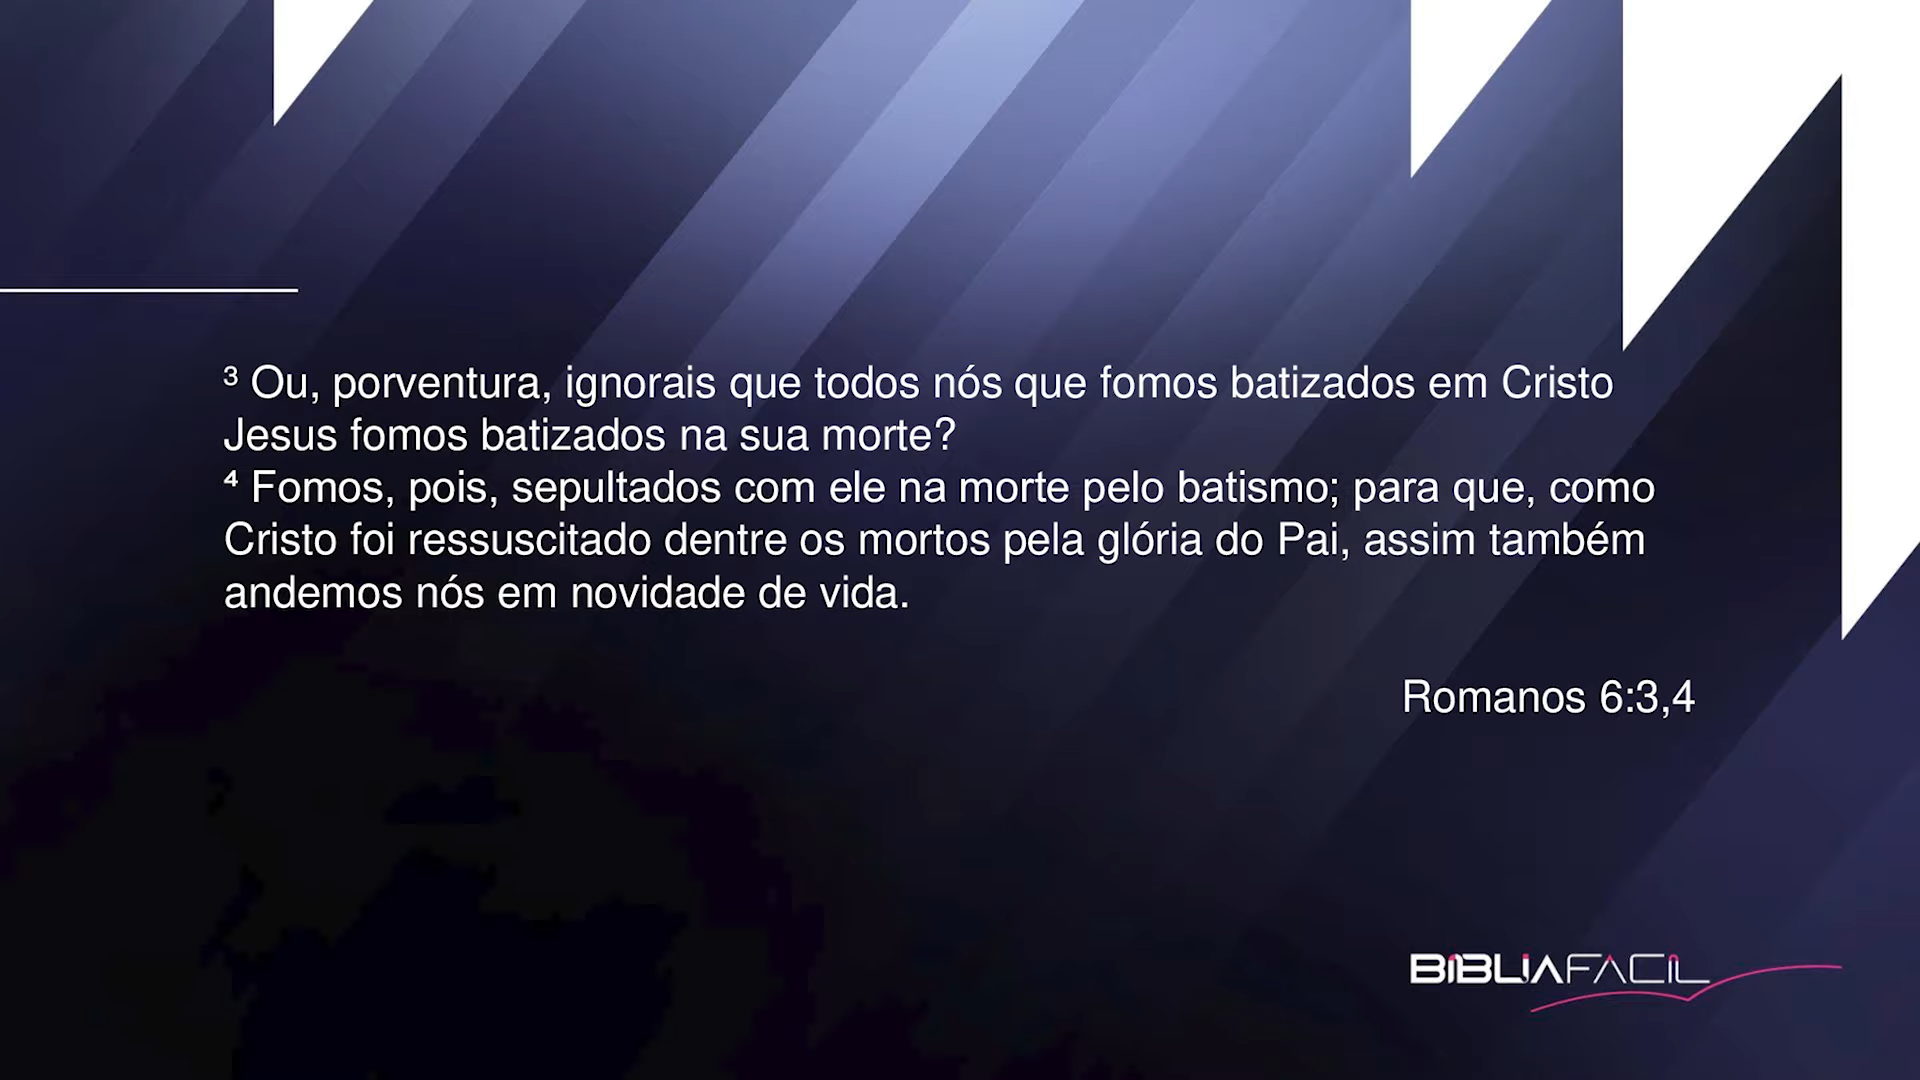 ³ Ou, porventura, ignorais que todos nós que fomos batizados em Cristo
Jesus fomos batizados na sua morte?
⁴ Fomos, pois, sepultados com ele na morte pelo batismo; para que, como
Cristo foi ressuscitado dentre os mortos pela glória do Pai, assim também
andemos nós em novidade de vida.
Romanos 6:3,4
BIBLIAFACIL